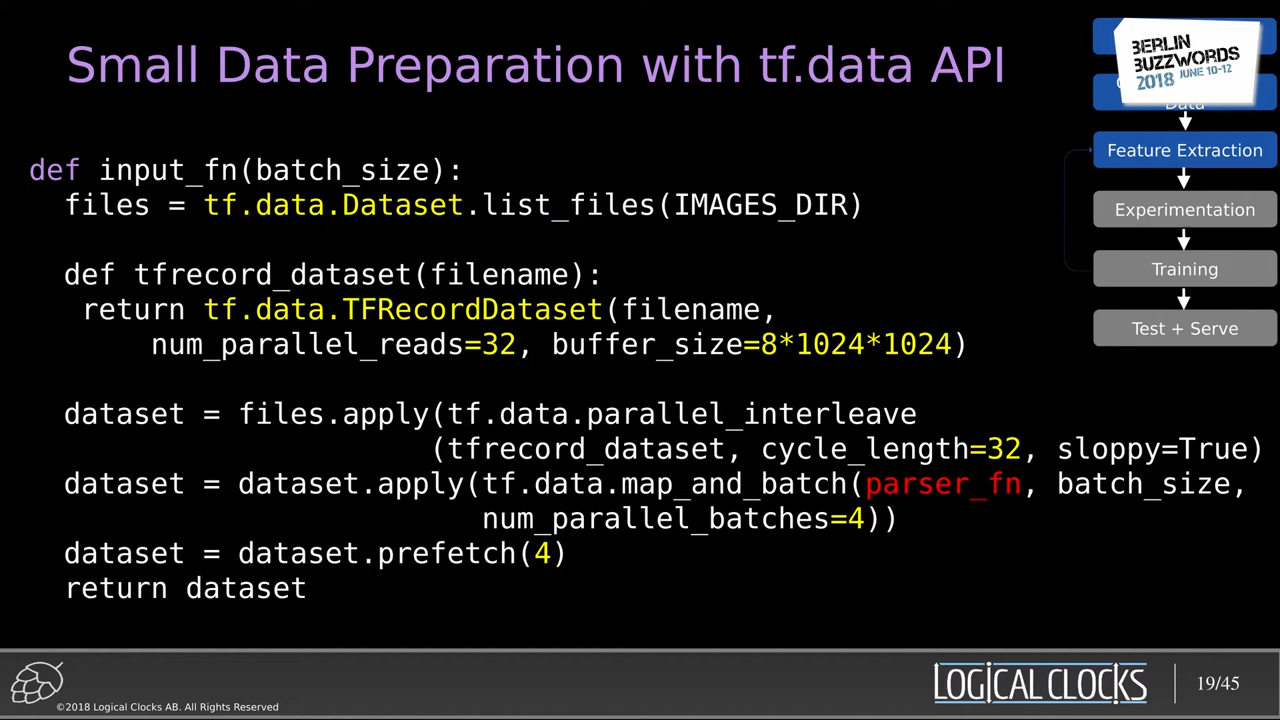 Small Data Preparation with tf.data API
BERLIN
BUZZWORDS
2018 JUNE 10-12
Data
Feature Extraction
Experimentation
Training
Test + Serve
def input_fn(batch_size):
files = tf.data.Dataset.list_files(IMAGES_DIR)
def tfrecord_dataset(filename):
return tf.data.TFRecordDataset(filename,
num_parallel_reads=32, buffer_size=8*1024*1024)
dataset = files.apply(tf.data.parallel_interleave
(tfrecord_dataset, cycle_length=32, sloppy=True)
dataset = dataset.apply(tf.data.map_and_batch(parser_fn, batch_size,
num_parallel_batches=4))
dataset = dataset.prefetch(4)
return dataset
©2018 Logical Clocks AB. All Rights Reserved
LOGICAL CLOCKS
19/45